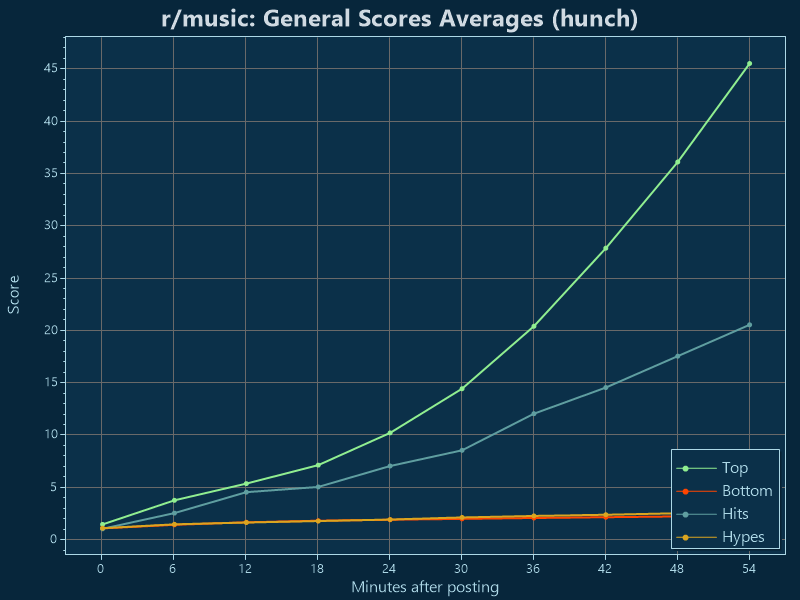 r/music: General Scores Averages (hunch)
45
40
35
30
25
20
15
10
5
0
Score
Top
Bottom
Hits
Hypes
0 6 12 18 24 30 36 42 48 54
Minutes after posting